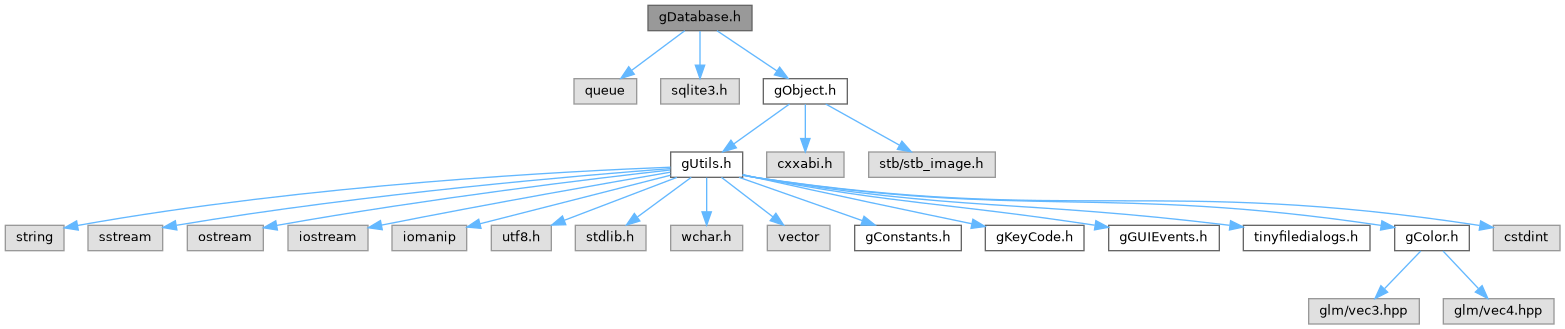 gDatabase.h
queue
sqlite3.h
gObject.h
gUtils.h
cxxabi.h
stb/stb_image.h
string
sstream
ostream
iostream
iomanip
utf8.h
stdlib.h
wchar.h
vector
gConstants.h
gKeyCode.h
gGUIEvents.h
tinyfiledialogs.h
gColor.h
cstdint
glm/vec3.hpp
glm/vec4.hpp